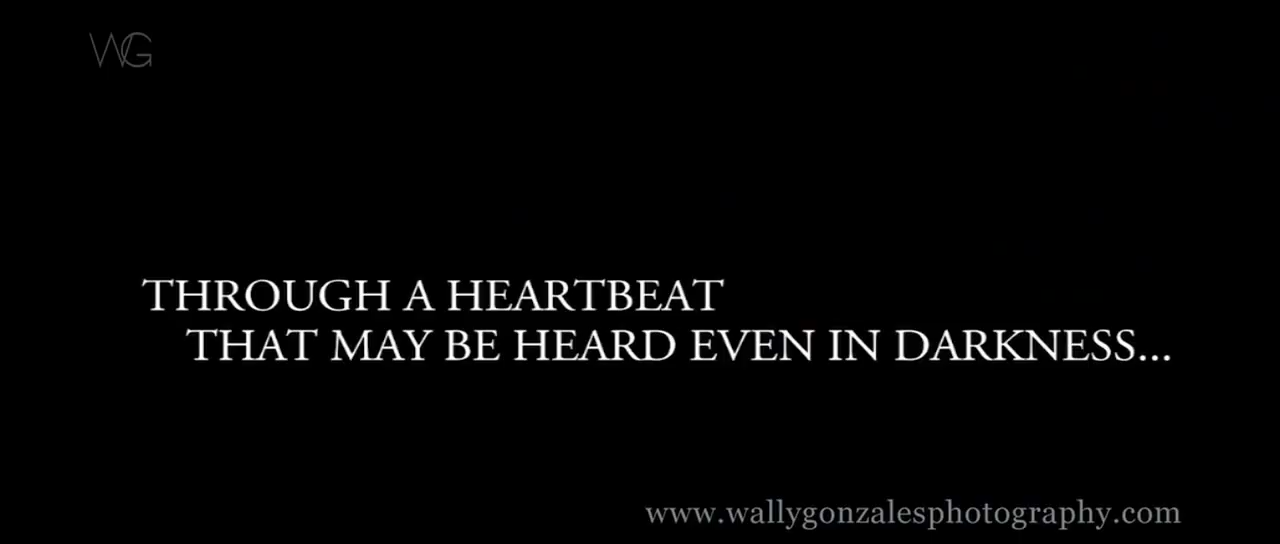 WG
THROUGH A HEARTBEAT
THAT MAY BE HEARD EVEN IN DARKNESS...
www.wallygonzalesphotography.com